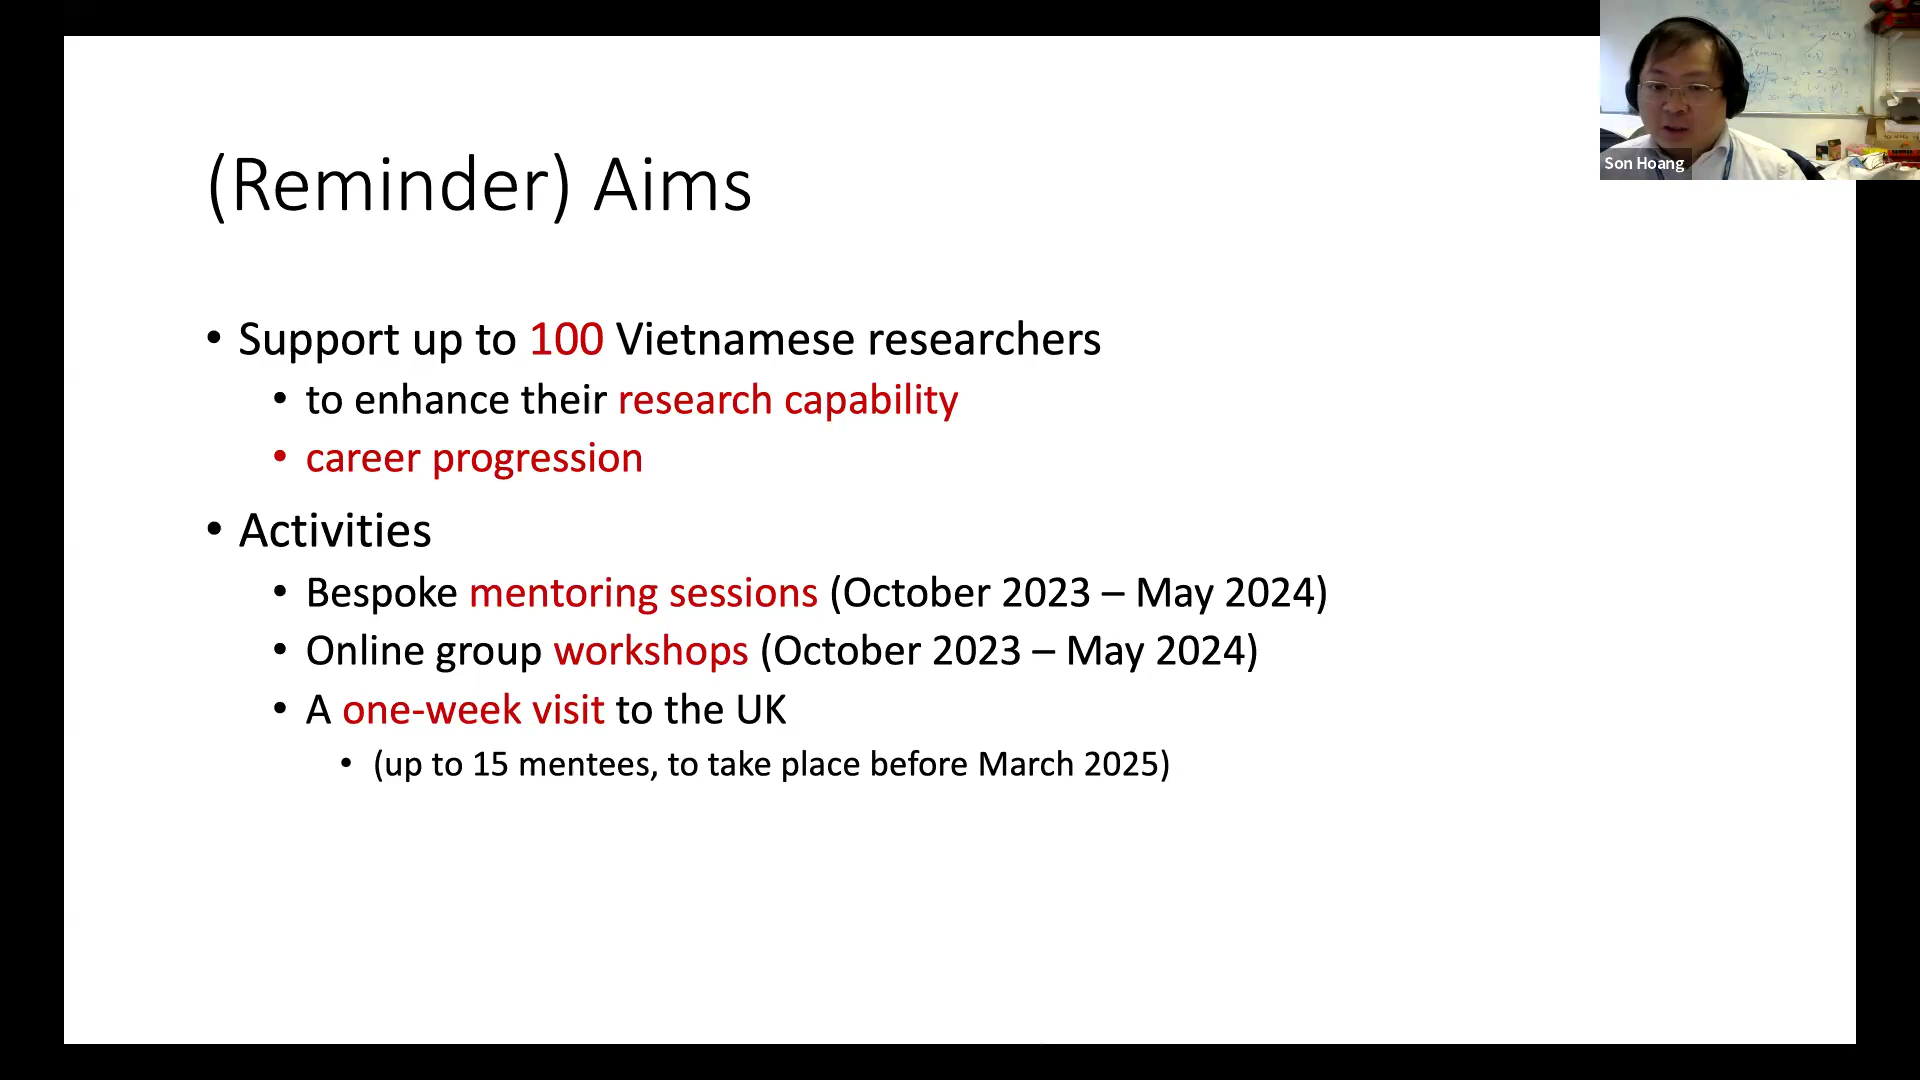 Son Hoang
(Reminder) Aims
• Support up to 100 Vietnamese researchers
• to enhance their research capability
• career progression
• Activities
• Bespoke mentoring sessions (October 2023 – May 2024)
• Online group workshops (October 2023 – May 2024)
• A one-week visit to the UK
• (up to 15 mentees, to take place before March 2025)